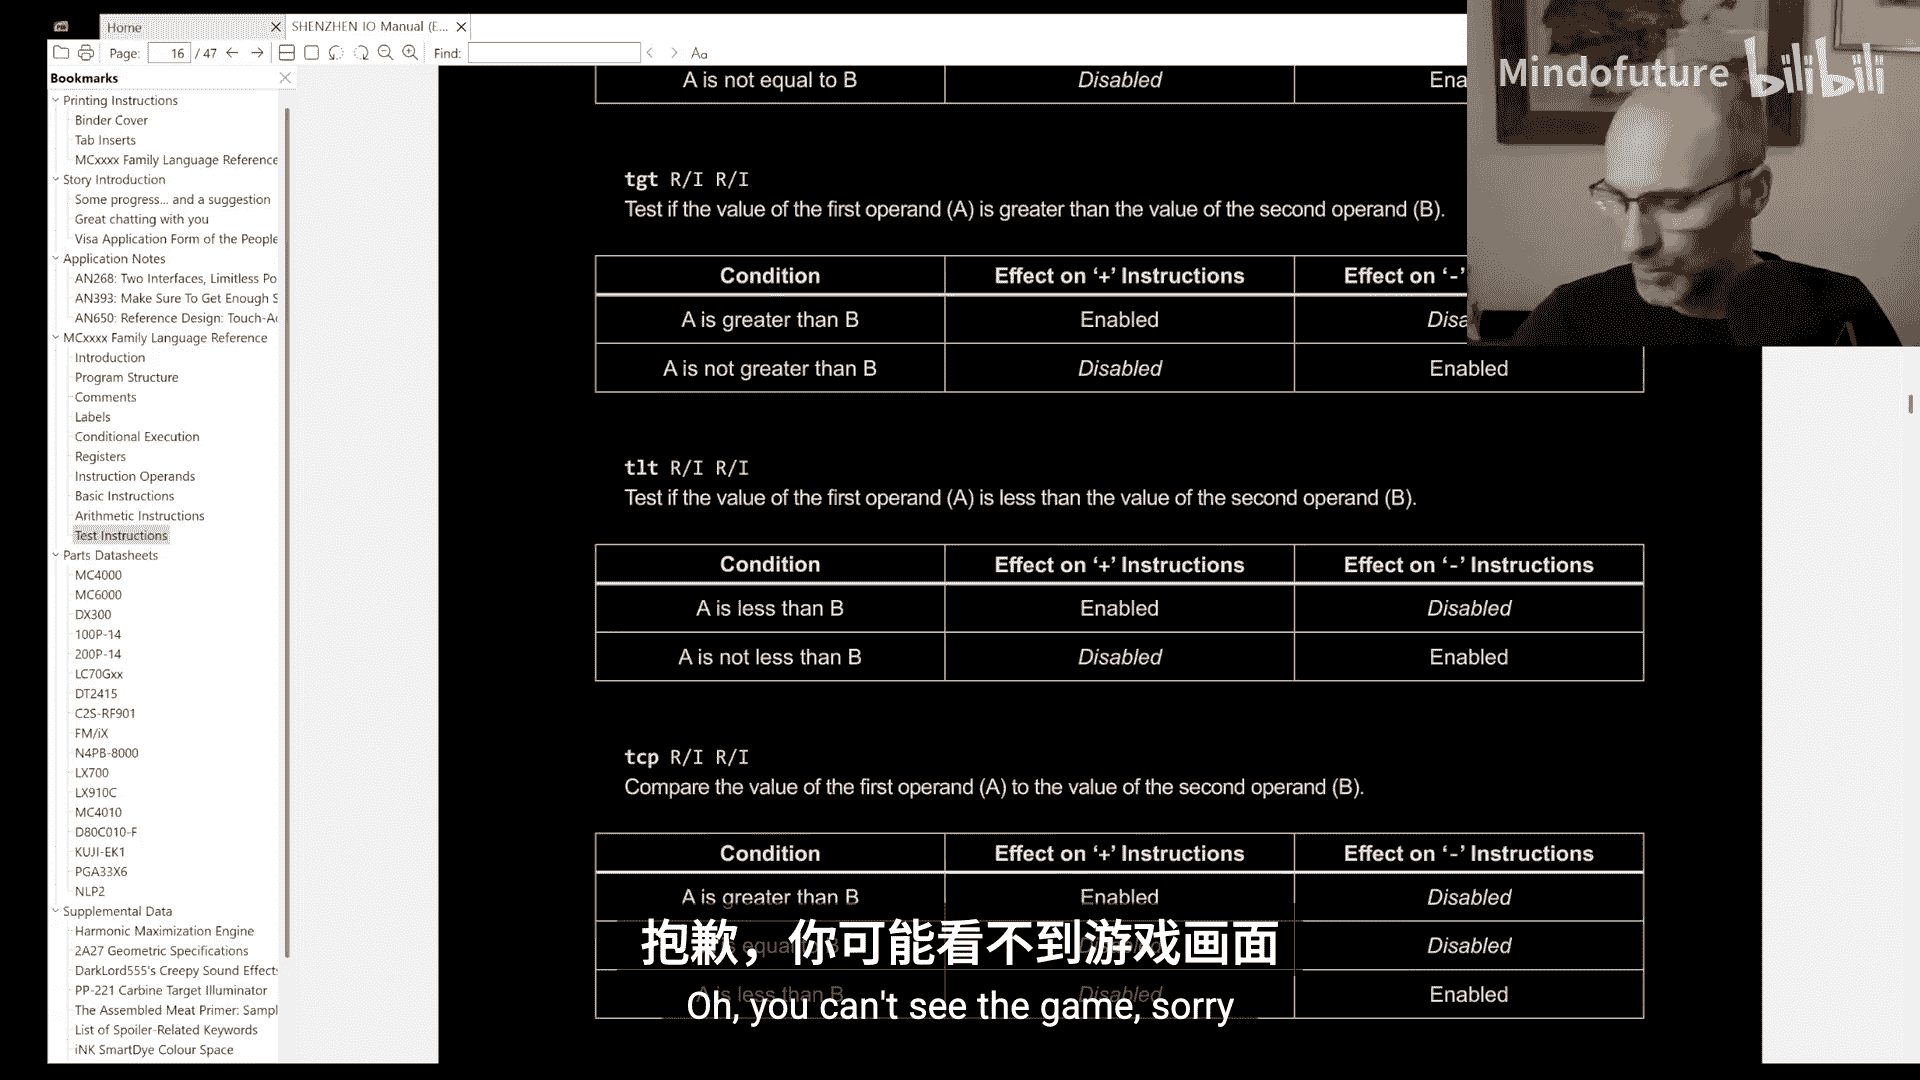 Home
SHENZHEN IO Manual (E...
Page: 16 / 47
Find:
Aa
Bookmarks
Printing Instructions
Binder Cover
Tab Inserts
MCxxxx Family Language Reference
Story Introduction
Some progress... and a suggestion
Great chatting with you
Visa Application Form of the People
Application Notes
AN268: Two Interfaces, Limitless Po
AN393: Make Sure To Get Enough S
AN650: Reference Design: Touch-Ac
MCxxxx Family Language Reference
Introduction
Program Structure
Comments
Labels
Conditional Execution
Registers
Instruction Operands
Basic Instructions
Arithmetic Instructions
Test Instructions
Parts Datasheets
MC4000
MC6000
DX300
100P-14
200P-14
LC70Gxx
DT2415
C2S-RF901
FM/iX
N4PB-8000
LX700
LX910C
MC4010
D80C010-F
KUJI-EK1
PGA33X6
NLP2
Supplemental Data
Harmonic Maximization Engine
2A27 Geometric Specifications
DarkLord555's Creepy Sound Effect
PP-221 Carbine Target Illuminator
The Assembled Meat Primer: Sampl
List of Spoiler-Related Keywords
iNK SmartDye Colour Space
A is not equal to B Disabled Ena
tgt R/I R/I
Test if the value of the first operand (A) is greater than the value of the second operand (B).
Condition Effect on ‘+’ Instructions Effect on ‘-’
A is greater than B Enabled Disa
A is not greater than B Disabled Enabled
tlt R/I R/I
Test if the value of the first operand (A) is less than the value of the second operand (B).
Condition Effect on ‘+’ Instructions Effect on ‘-’ Instructions
A is less than B Enabled Disabled
A is not less than B Disabled Enabled
tcp R/I R/I
Compare the value of the first operand (A) to the value of the second operand (B).
Condition Effect on ‘+’ Instructions Effect on ‘-’ Instructions
A is greater than B Enabled Disabled
Disabled
A is less than B Disabled Enabled
抱歉，你可能看不到游戏画面
Oh, you can't see the game, sorry
Mindofuture bilibili